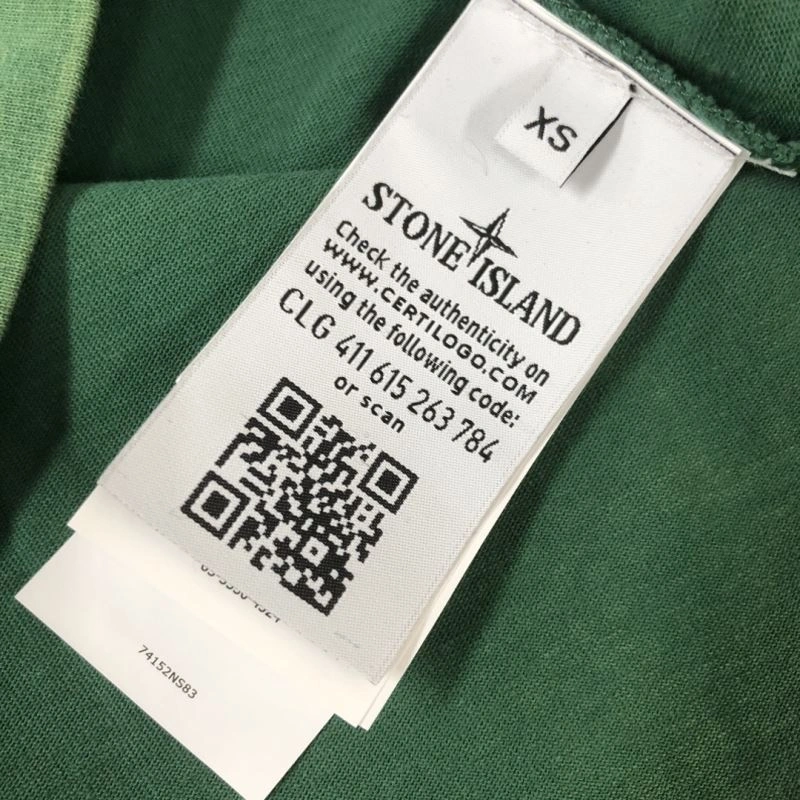 XS
STONE ISLAND
Check the authenticity on
WWW.CERTILOGO.COM
using the following code:
CLG 411 615 263 784
or scan
74152NS83